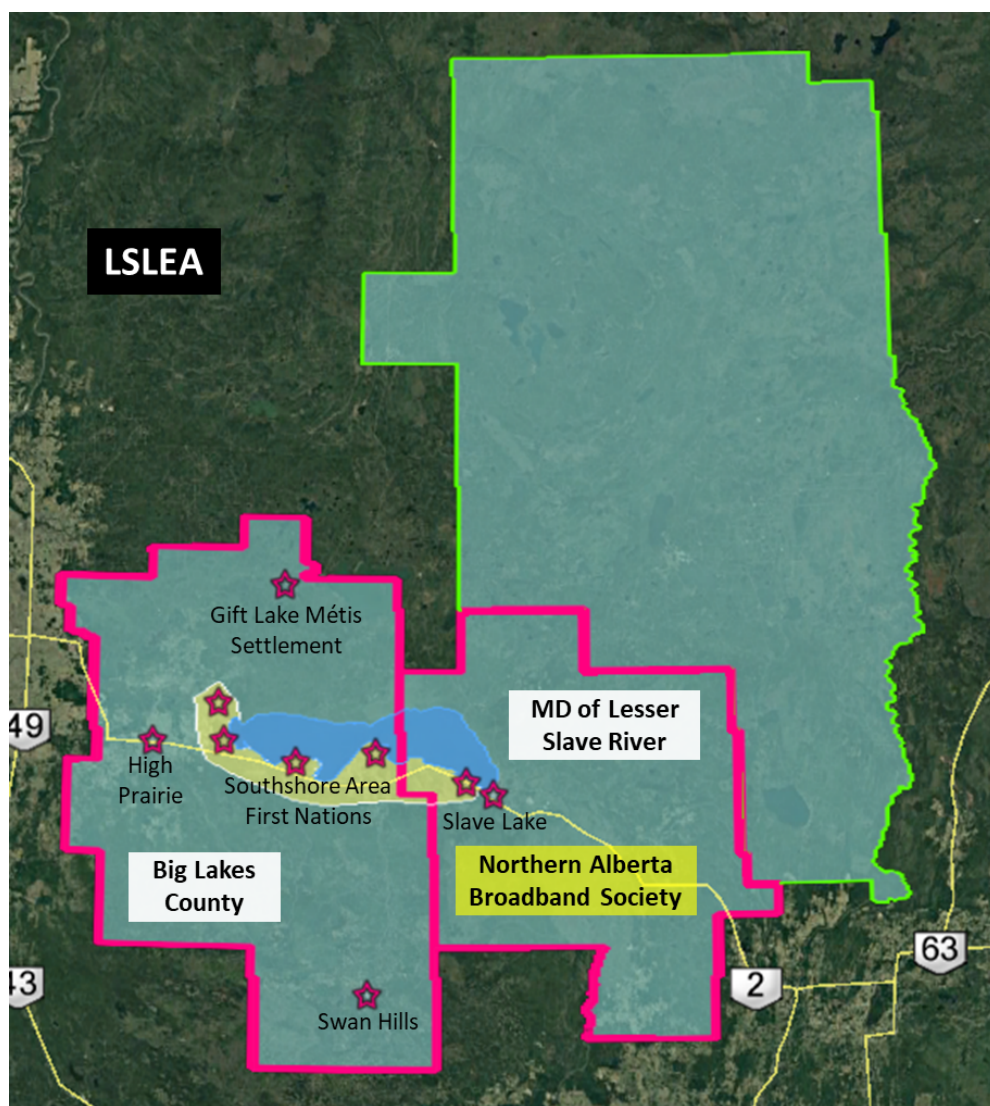 LSLEA
Gift Lake Métis
Settlement
MD of Lesser
Slave River
49
High
Prairie
Southshore Area
First Nations
Slave Lake
Big Lakes
County
Northern Alberta
Broadband Society
63
43
2
Swan Hills